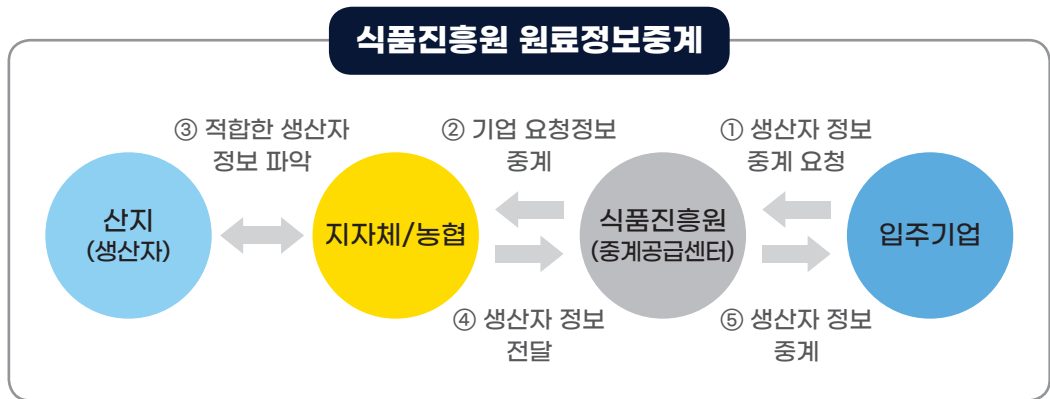 식품진흥원 원료정보중계
③ 적합한 생산자
정보 파악
② 기업 요청정보
중계
① 생산자 정보
중계 요청
산지
(생산자)
지자체/농협
식품진흥원
(중계공급센터)
입주기업
④ 생산자 정보
전달
⑤ 생산자 정보
중계